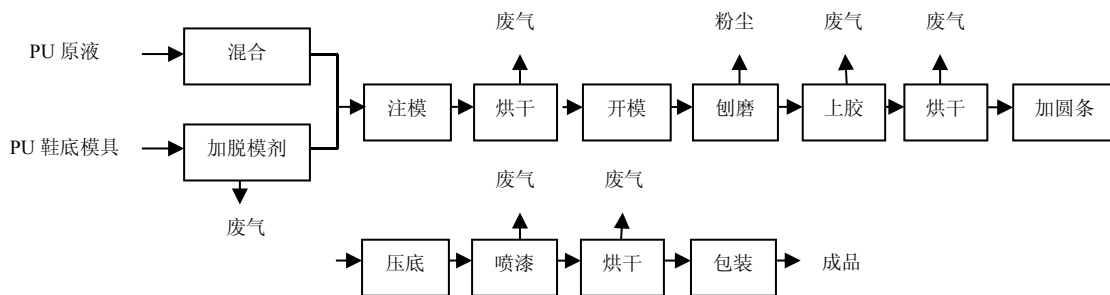 废气 粉尘 废气 废气
PU 原液 混合
注模 烘干 开模 刨磨 上胶 烘干 加圆条
PU 鞋底模具 加脱模剂
废气 废气 废气
压底 喷漆 烘干 包装 成品